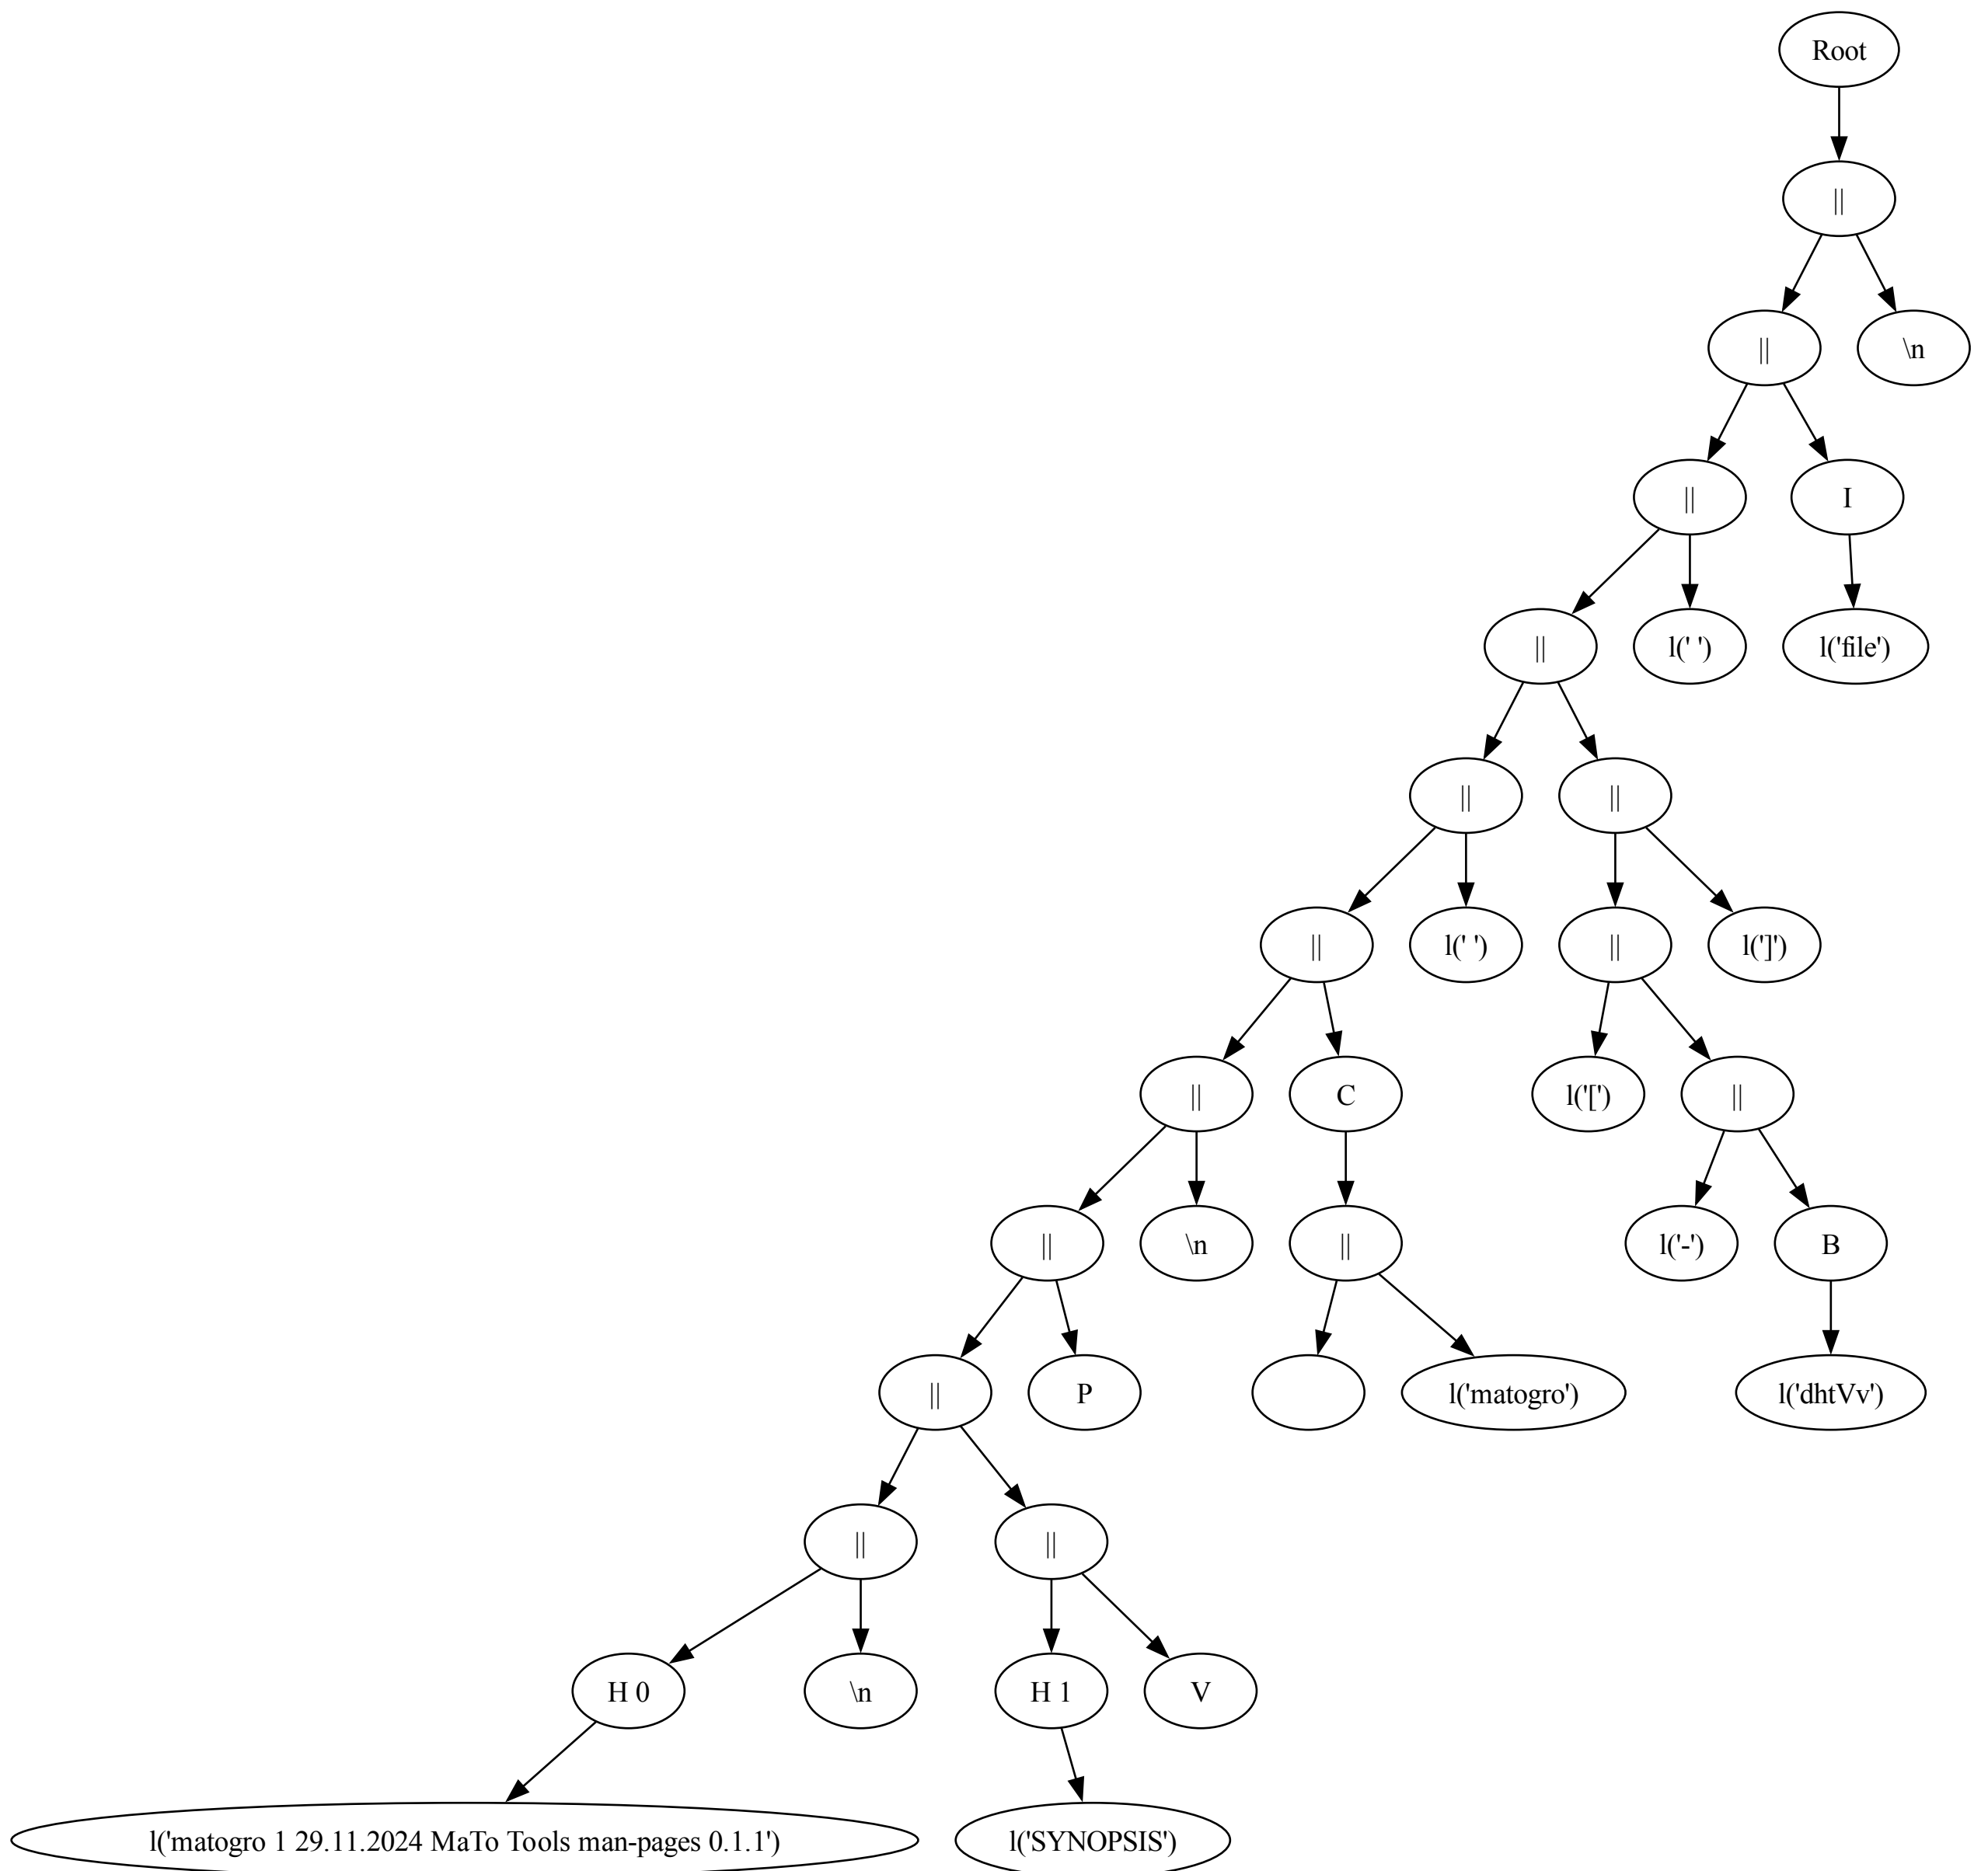 Root
||
||
\n
||
I
||
l(' ')
l('file')
||
||
||
l(' ')
||
l(']')
||
C
l('[')
||
||
\n
||
l('-')
B
||
P
l('matogro')
l('dhtVv')
||
||
H 0
\n
H 1
V
l('matogro 1 29.11.2024 MaTo Tools man-pages 0.1.1')
l('SYNOPSIS')